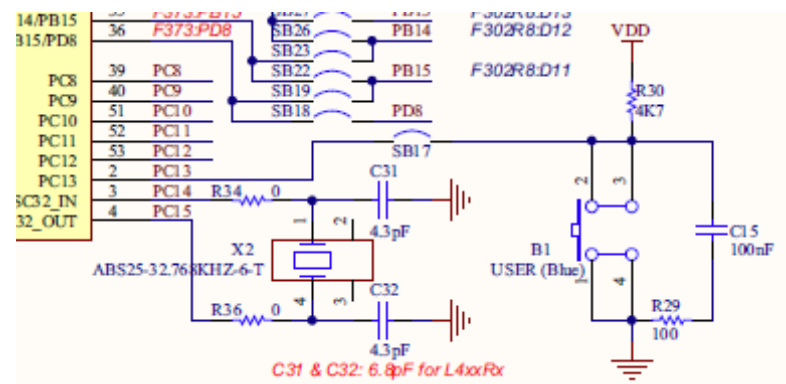 14/PB15
F373:PB15
36
F373:PD8
B15/PD8
SB26
PB14
F302R8:D12
SB23
SB22
PB15
F302R8:D11
SB19
SB18
PD8
VDD
R30
4K7
PC8
39
PC8
PC9
40
PC9
PC10
51
PC10
PC11
52
PC11
PC12
53
PC12
PC13
2
PC13
SB17
SC32_IN
3
PC14
R34
0
C31
4.3pF
32_OUT
4
PC15
X2
ABS25-32.768KHZ-6-T
1
2
3
4
R36
0
C32
4.3pF
C31 & C32: 6.8pF for L4xxRx
2
3
B1
USER (Blue)
1
4
C15
100nF
R29
100